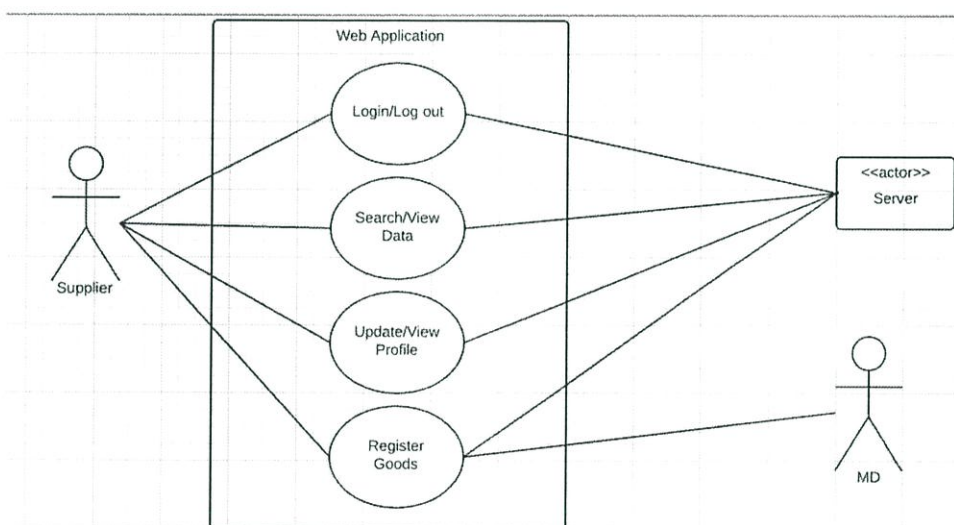 Web Application
Login/Log out
<<actor>>
Server
Search/View
Data
Supplier
Update/View
Profile
Register
Goods
MD